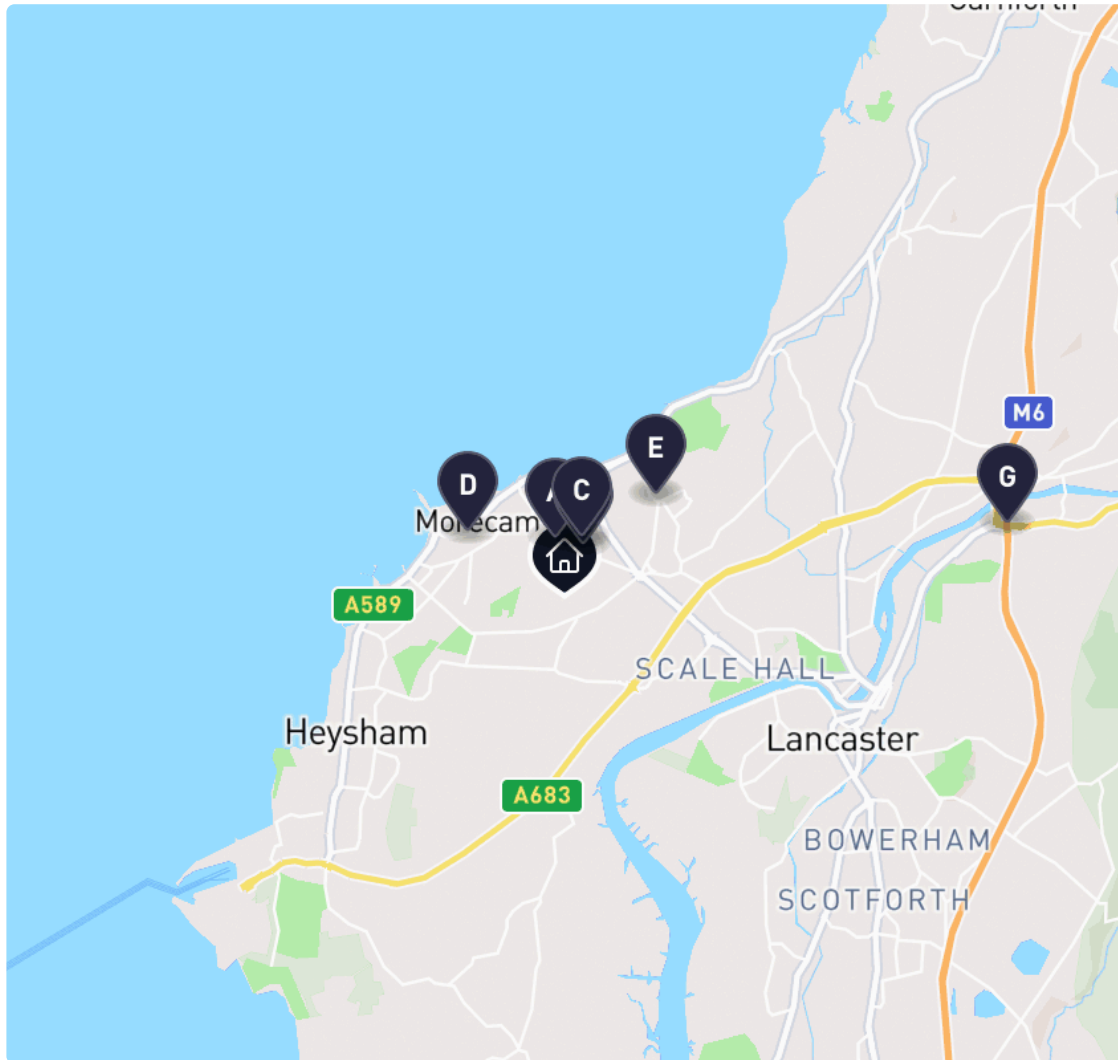 M6
E
D
A
C
G
A589
SCALE HALL
Heysham
Lancaster
A683
BOWERHAM
SCOTFORTH